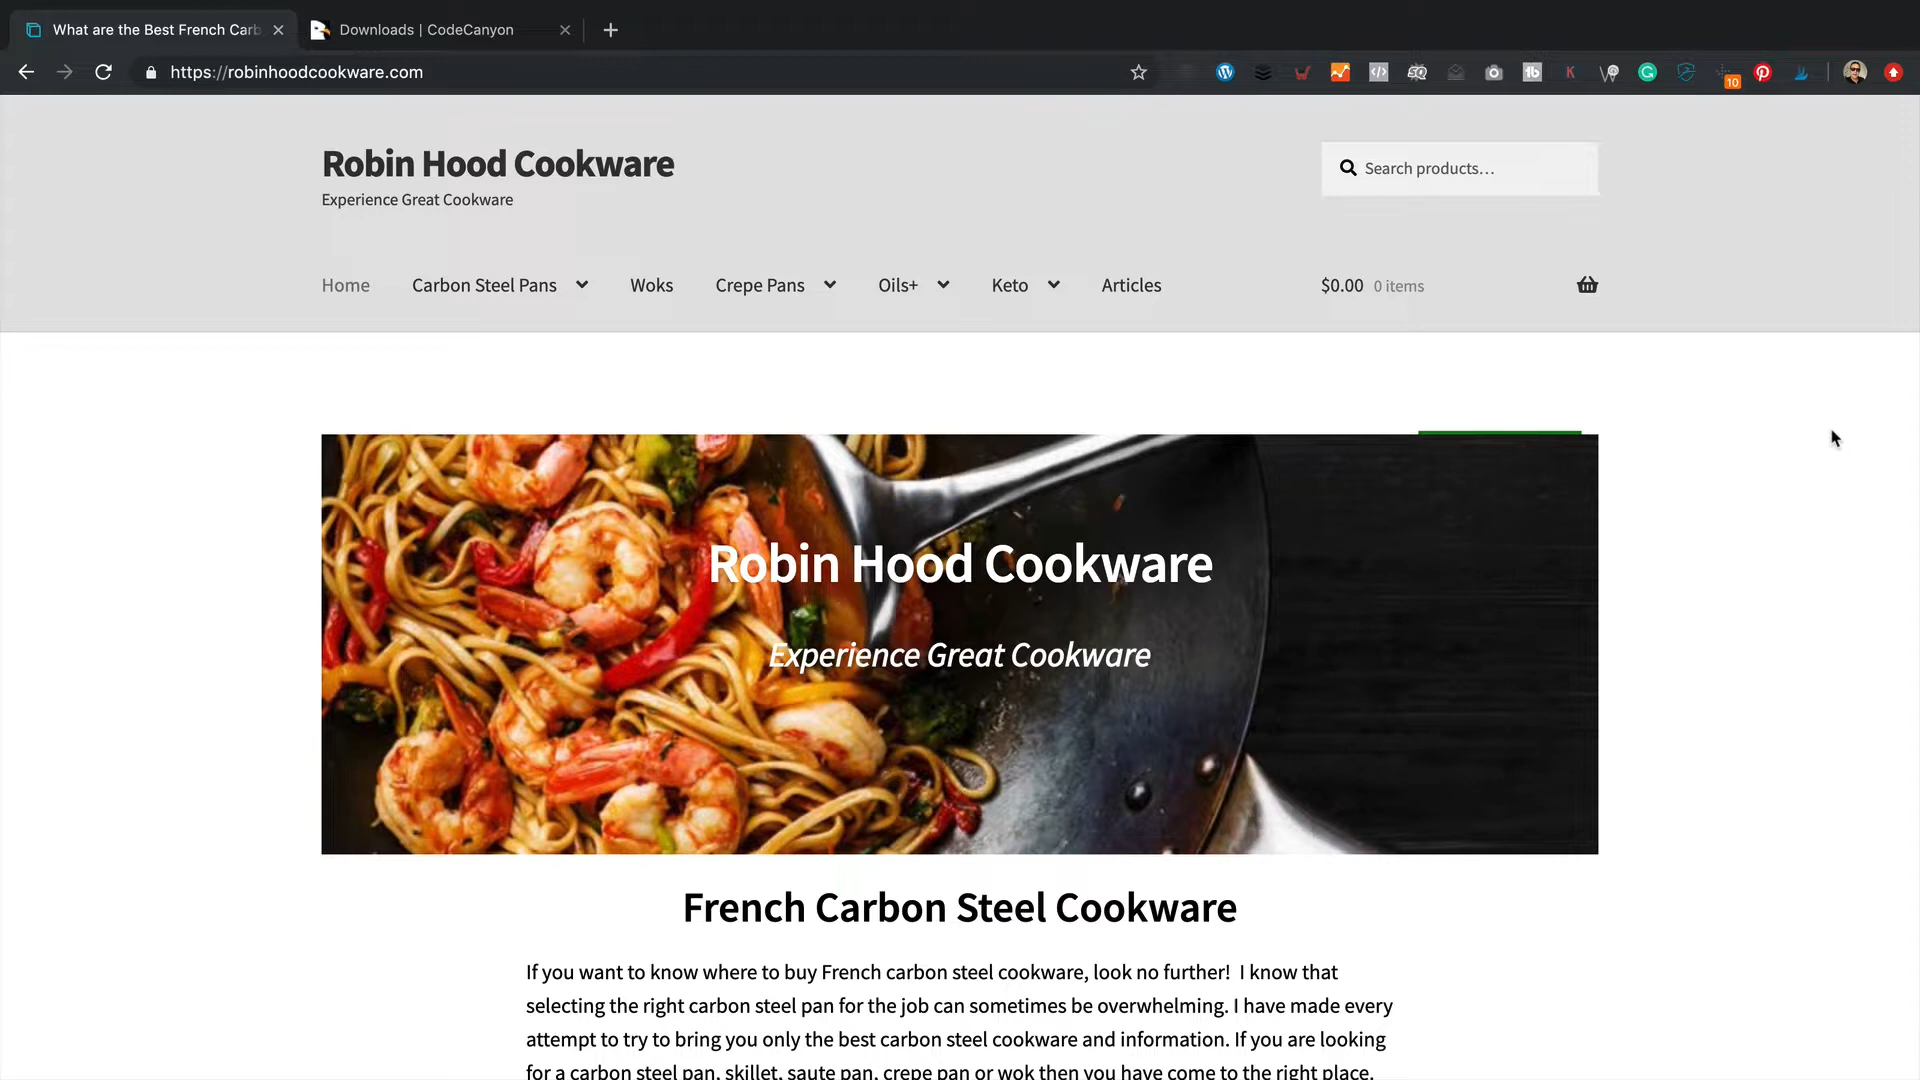 What are the Best French Carb
Downloads | CodeCanyon
https://robinhoodcookware.com
10
Robin Hood Cookware
Experience Great Cookware
Search products…
Home
Carbon Steel Pans
Woks
Crepe Pans
Oils+
Keto
Articles
$0.00 0 items
Robin Hood Cookware
Experience Great Cookware
French Carbon Steel Cookware
If you want to know where to buy French carbon steel cookware, look no further!  I know that
selecting the right carbon steel pan for the job can sometimes be overwhelming. I have made every
attempt to try to bring you only the best carbon steel cookware and information. If you are looking
for a carbon steel pan, skillet, saute pan, crepe pan or wok then you have come to the right place.